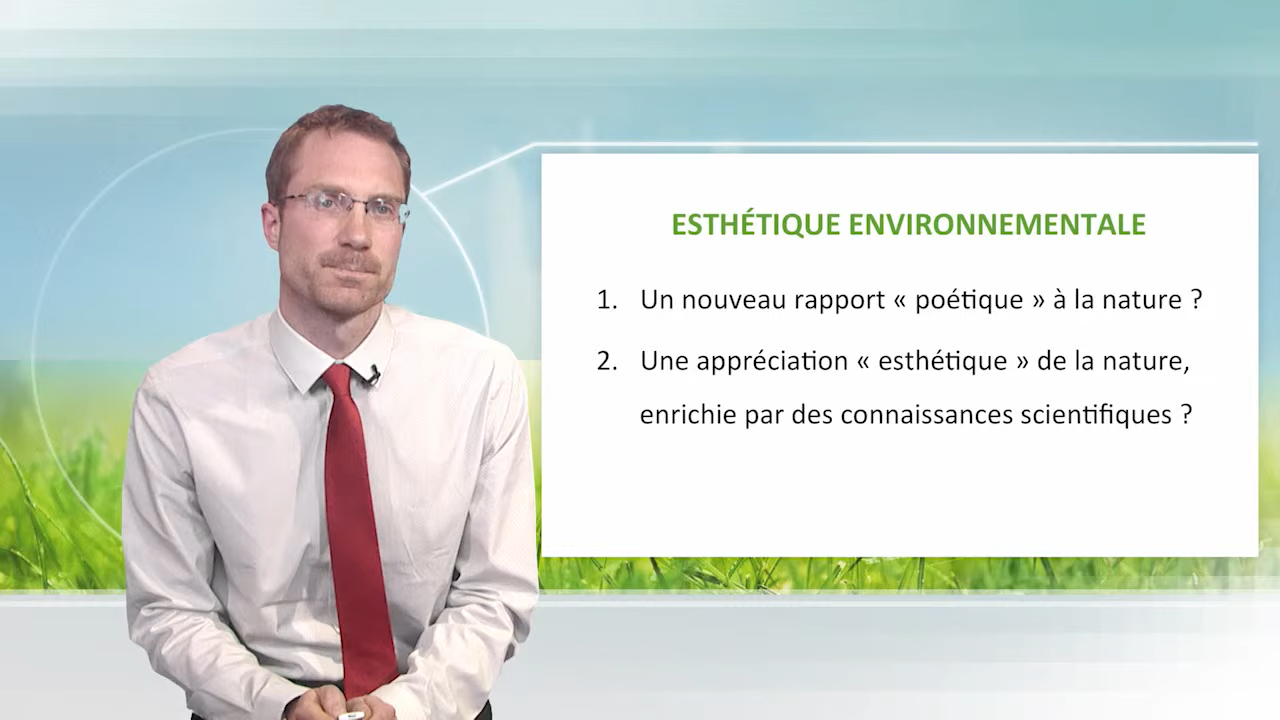 ESTHÉTIQUE ENVIRONNEMENTALE
1. Un nouveau rapport « poétique » à la nature ?
2. Une appréciation « esthétique » de la nature,
enrichie par des connaissances scientifiques ?